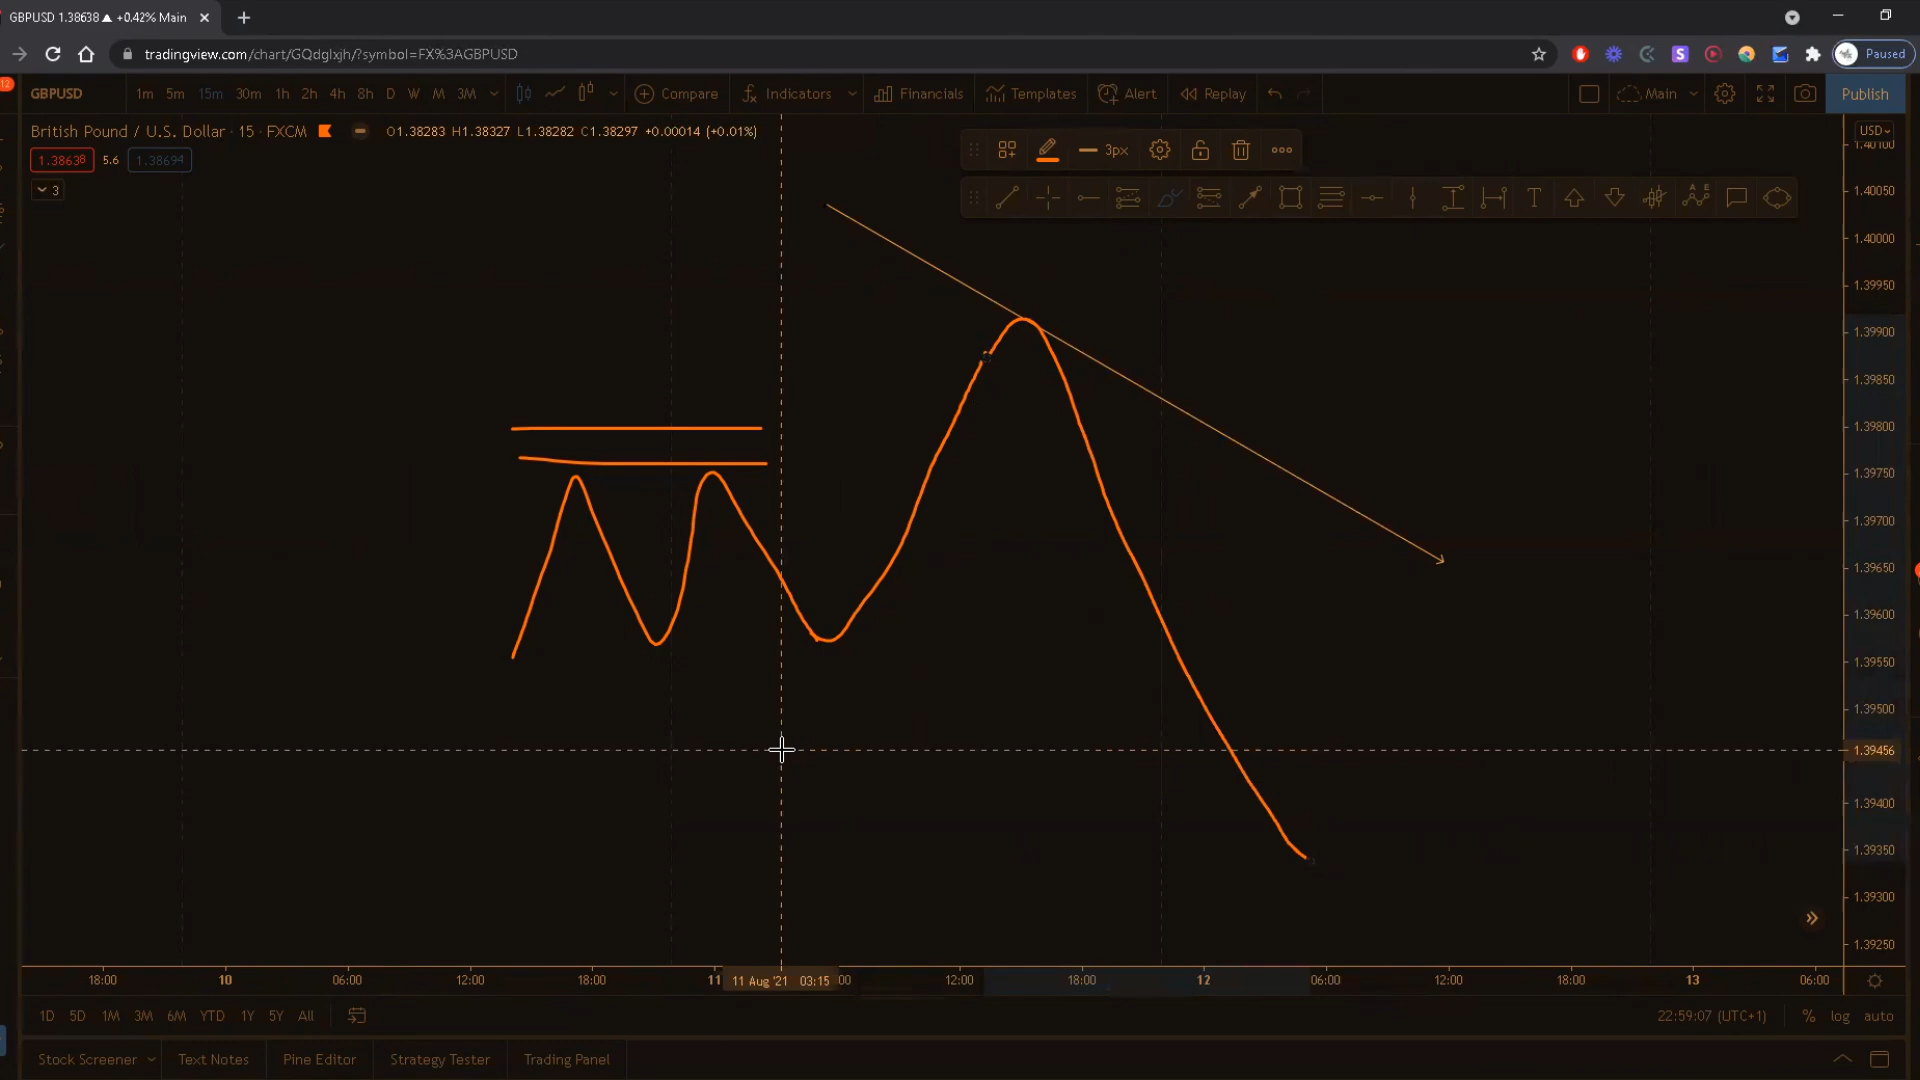 GBPUSD 1.38638 ▲ +0.42% Main
tradingview.com/chart/GQdglxjh/?symbol=FX%3AGBPUSD
Paused
12
GBPUSD 1m 5m 15m 30m 1h 2h 4h 8h D W M 3M Compare Indicators Financials Templates Alert Replay Main Publish
British Pound / U.S. Dollar · 15 · FXCM O1.38283 H1.38327 L1.38282 C1.38297 +0.00014 (+0.01%)
USD
1.38638 5.6 1.38694
3px
3
T
A E
1.40100
1.40050
1.40000
1.39950
1.39900
1.39850
1.39800
1.39750
1.39700
1.39650
1.39600
1.39550
1.39500
1.39456
1.39400
1.39350
1.39300
1.39250
18:00 10 06:00 12:00 18:00 11 11 Aug '21 03:15 :00 12:00 18:00 12 06:00 12:00 18:00 13 06:00
1D 5D 1M 3M 6M YTD 1Y 5Y All 22:59:07 (UTC+1) % log auto
Stock Screener Text Notes Pine Editor Strategy Tester Trading Panel